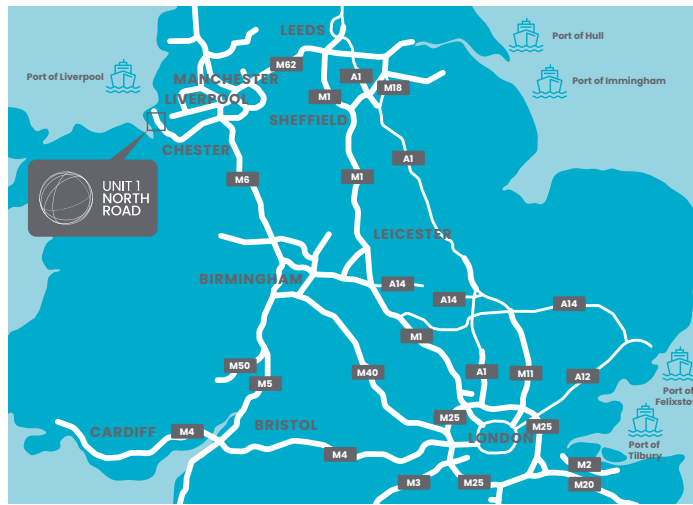 LEEDS
Port of Hull
M62
Port of Liverpool
MANCHESTER
A1
Port of Immingham
M1
M18
LIVERPOOL
SHEFFIELD
CHESTER
A1
M6
M1
UNIT 1
NORTH
ROAD
LEICESTER
BIRMINGHAM
A14
A14
A14
M1
M50
M5
M40
A1
M11
A12
Port of
Felixstow
M25
M25
CARDIFF
M4
BRISTOL
LONDON
Port of
Tilbury
M4
M2
M3
M25
M20